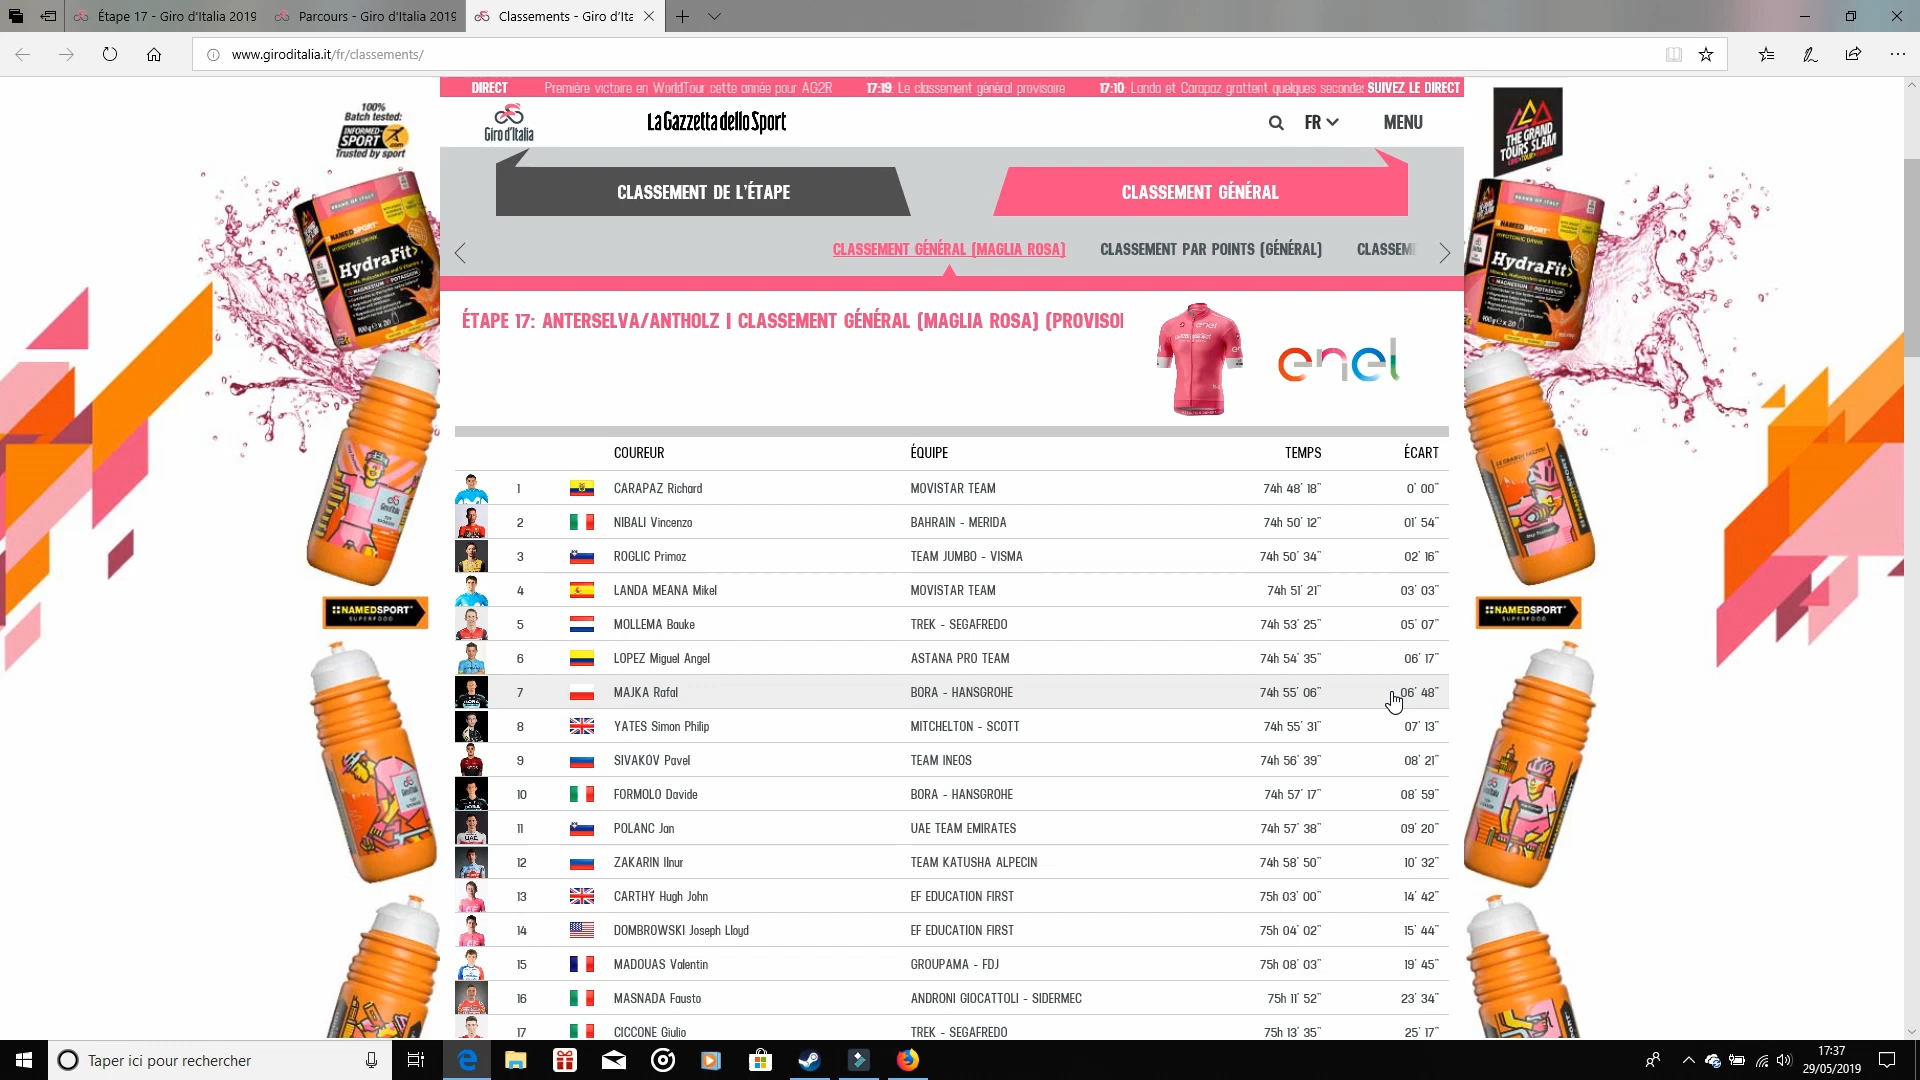 Étape 17 - Giro d'Italia 2019
Parcours - Giro d'Italia 2019
Classements - Giro d'Ita
www.giroditalia.it/fr/classements/
DIRECT Première victoire en WorldTour cette année pour AG2R 17:19: Le classement général provisoire 17:10: Landa et Carapaz grattent quelques secondes SUIVEZ LE DIRECT
100%
Batch tested:
INFORMED-SPORT.com
Trusted by sport
Giro d'Italia
La Gazzetta dello Sport
FR
MENU
THE GRAND TOURS SLAM
CLASSEMENT DE L'ÉTAPE
CLASSEMENT GÉNÉRAL
CLASSEMENT GÉNÉRAL (MAGLIA ROSA) CLASSEMENT PAR POINTS (GÉNÉRAL) CLASSEME
ÉTAPE 17: ANTERSELVA/ANTHOLZ | CLASSEMENT GÉNÉRAL (MAGLIA ROSA) (PROVISOI
enel
NAMEDSPORT
HYPOTONIC DRINK
HydraFit>
NAMEDSPORT
HydraFit>
COUREUR ÉQUIPE TEMPS ÉCART
1 CARAPAZ Richard MOVISTAR TEAM 74h 48' 18" 0' 00"
2 NIBALI Vincenzo BAHRAIN - MERIDA 74h 50' 12" 01' 54"
3 ROGLIC Primoz TEAM JUMBO - VISMA 74h 50' 34" 02' 16"
4 LANDA MEANA Mikel MOVISTAR TEAM 74h 51' 21" 03' 03"
5 MOLLEMA Bauke TREK - SEGAFREDO 74h 53' 25" 05' 07"
6 LOPEZ Miguel Angel ASTANA PRO TEAM 74h 54' 35" 06' 17"
7 MAJKA Rafal BORA - HANSGROHE 74h 55' 06" 06' 48"
8 YATES Simon Philip MITCHELTON - SCOTT 74h 55' 31" 07' 13"
9 SIVAKOV Pavel TEAM INEOS 74h 56' 39" 08' 21"
10 FORMOLO Davide BORA - HANSGROHE 74h 57' 17" 08' 59"
11 POLANC Jan UAE TEAM EMIRATES 74h 57' 38" 09' 20"
12 ZAKARIN Ilnur TEAM KATUSHA ALPECIN 74h 58' 50" 10' 32"
13 CARTHY Hugh John EF EDUCATION FIRST 75h 03' 00" 14' 42"
14 DOMBROWSKI Joseph Lloyd EF EDUCATION FIRST 75h 04' 02" 15' 44"
15 MADOUAS Valentin GROUPAMA - FDJ 75h 08' 03" 19' 45"
16 MASNADA Fausto ANDRONI GIOCATTOLI - SIDERMEC 75h 11' 52" 23' 34"
17 CICCONE Giulio TREK - SEGAFREDO 75h 13' 35" 25' 17"
NAMEDSPORT
SUPERFOOD
NAMEDSPORT
SUPERFOOD
Taper ici pour rechercher
17:37
29/05/2019